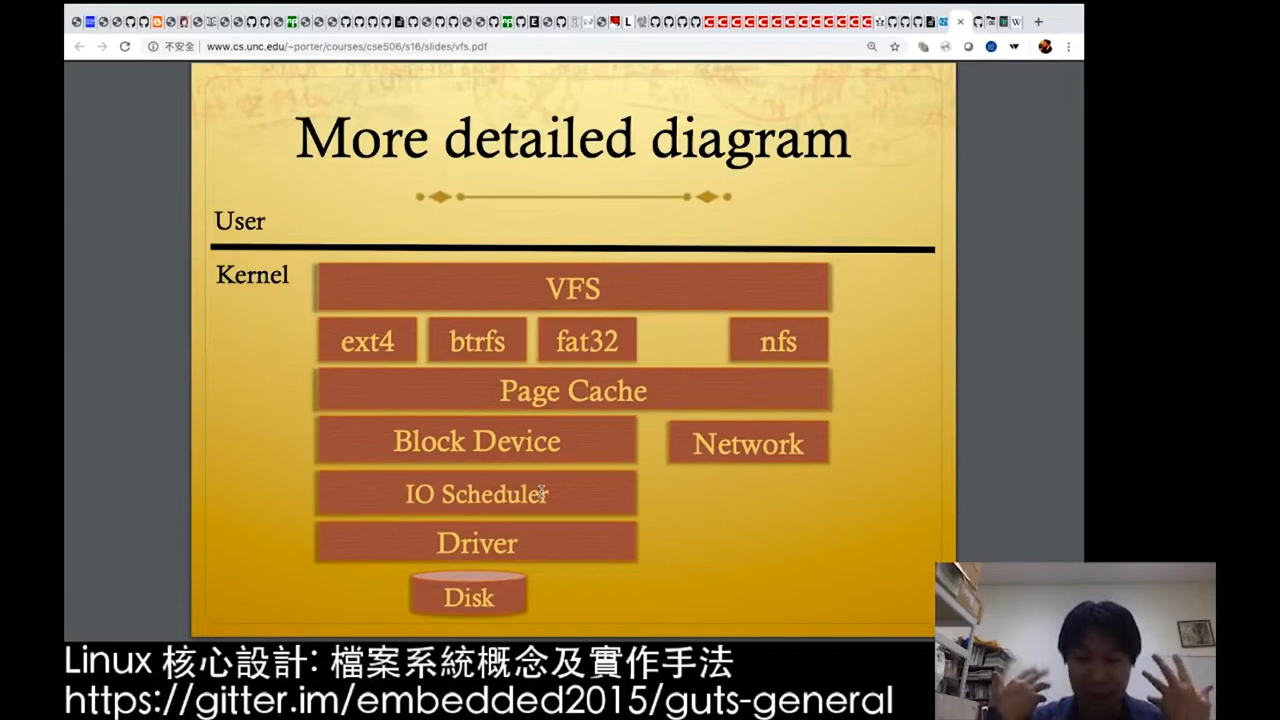 不安全 www.cs.unc.edu/~porter/courses/cse506/s16/slides/vfs.pdf
More detailed diagram
User
Kernel
VFS
ext4 btrfs fat32 nfs
Page Cache
Block Device Network
IO Scheduler
Driver
Disk
Linux 核心設計: 檔案系統概念及實作手法
https://gitter.im/embedded2015/guts-general